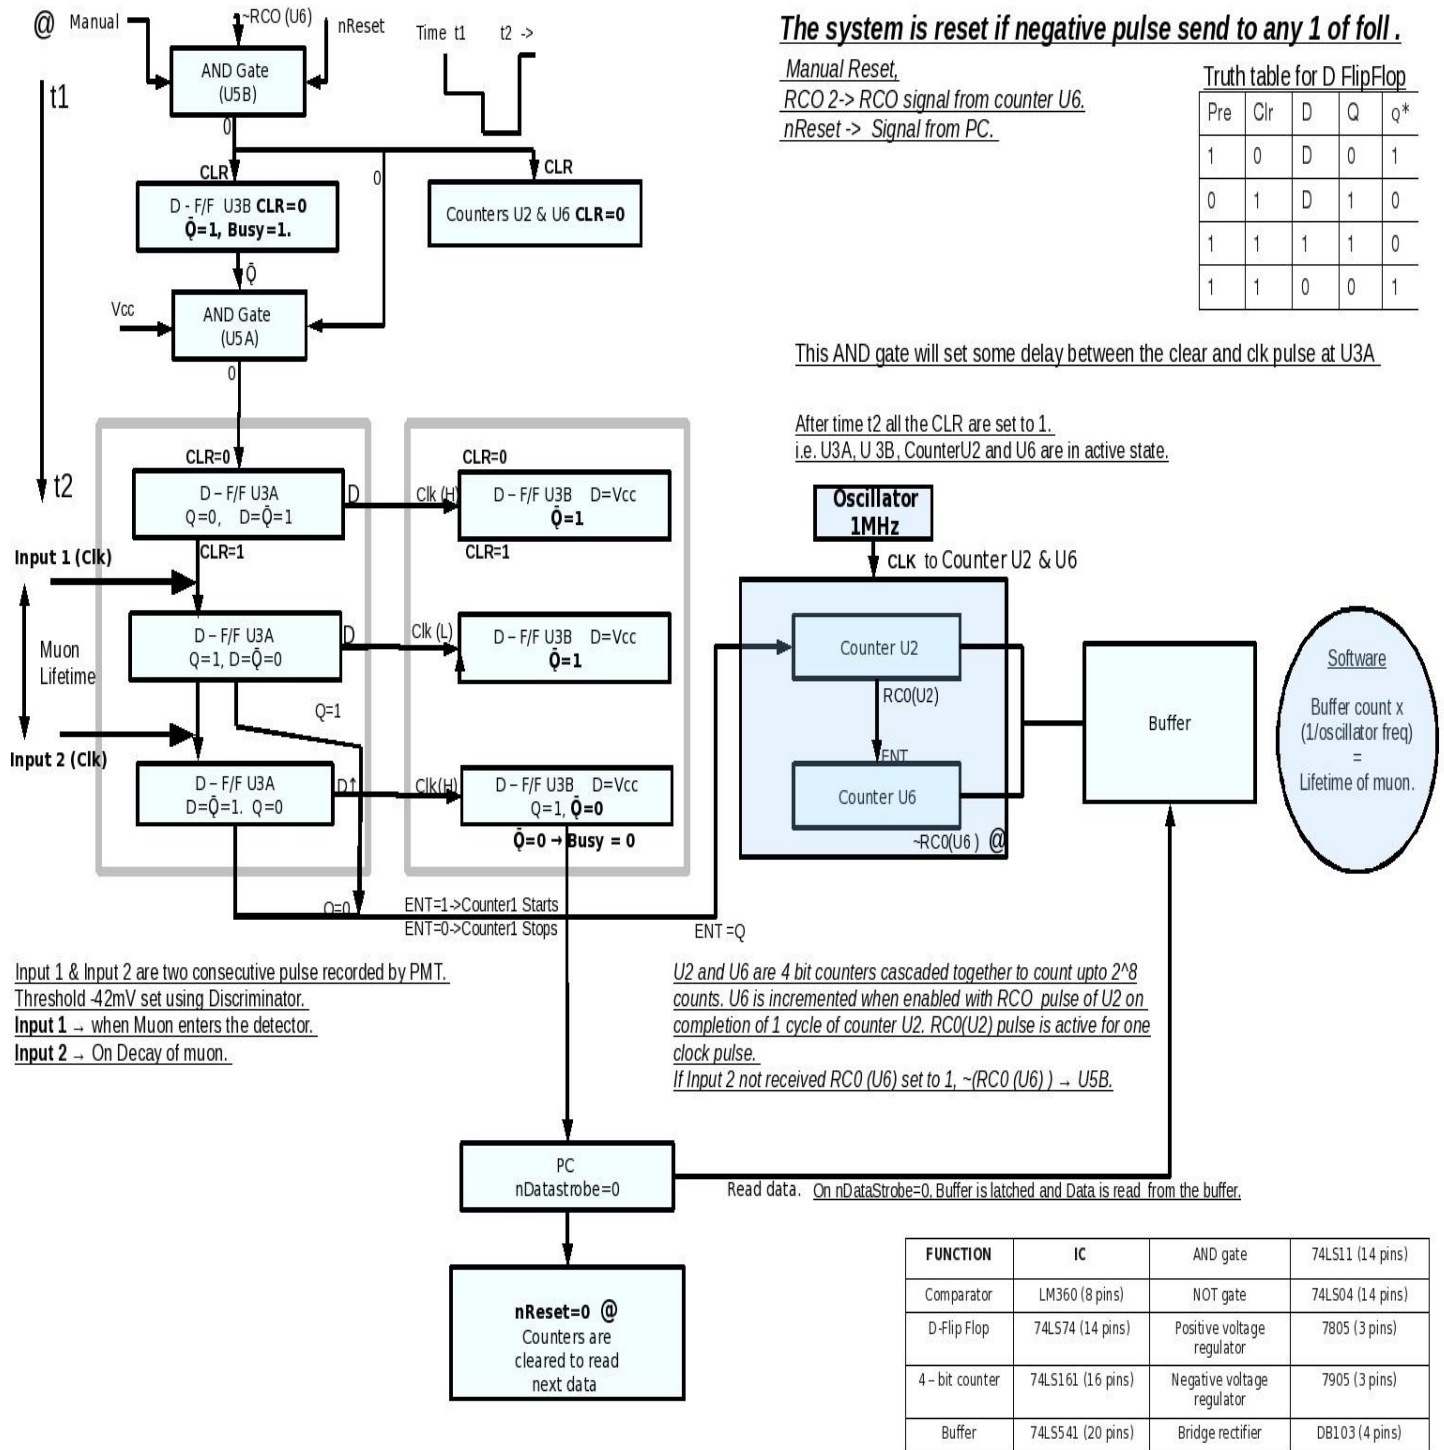 @ Manual
~RCO (U6)
nReset
Time t1 t2 ->
t1
AND Gate
(U5B)
0
CLR
0
CLR
D - F/F U3B CLR=0
Q̄=1, Busy=1.
Counters U2 & U6 CLR=0
Q̄
Vcc
AND Gate
(U5A)
0
t2
CLR=0
D – F/F U3A
Q=0, D=Q̄=1
D
Clk (H)
CLR=0
D – F/F U3B D=Vcc
Q̄=1
CLR=1
CLR=1
Input 1 (Clk)
Muon
Lifetime
D – F/F U3A
Q=1, D=Q̄=0
D
Clk (L)
D – F/F U3B D=Vcc
Q̄=1
Q=1
Input 2 (Clk)
D – F/F U3A
D=Q̄=1. Q=0
D↑
Clk(H)
D – F/F U3B D=Vcc
Q=1, Q̄=0
Q̄=0 → Busy = 0
Q=0
ENT=1->Counter1 Starts
ENT=0->Counter1 Stops
ENT =Q
The system is reset if negative pulse send to any 1 of foll .
Manual Reset,
RCO 2-> RCO signal from counter U6.
nReset -> Signal from PC.
Truth table for D FlipFlop
Pre Clr D Q Q*
1 0 D 0 1
0 1 D 1 0
1 1 1 1 0
1 1 0 0 1
This AND gate will set some delay between the clear and clk pulse at U3A
After time t2 all the CLR are set to 1.
i.e. U3A, U 3B, CounterU2 and U6 are in active state.
Oscillator
1MHz
CLK to Counter U2 & U6
Counter U2
RC0(U2)
ENT
Counter U6
~RC0(U6 ) @
Buffer
Software
Buffer count x
(1/oscillator freq)
=
Lifetime of muon.
Input 1 & Input 2 are two consecutive pulse recorded by PMT.
Threshold -42mV set using Discriminator.
Input 1 → when Muon enters the detector.
Input 2 → On Decay of muon.
U2 and U6 are 4 bit counters cascaded together to count upto 2^8
counts. U6 is incremented when enabled with RCO pulse of U2 on
completion of 1 cycle of counter U2. RC0(U2) pulse is active for one
clock pulse.
If Input 2 not received RC0 (U6) set to 1, ~(RC0 (U6) ) → U5B.
PC
nDatastrobe=0
Read data. On nDataStrobe=0, Buffer is latched and Data is read from the buffer.
nReset=0 @
Counters are
cleared to read
next data
FUNCTION IC AND gate 74LS11 (14 pins)
Comparator LM360 (8 pins) NOT gate 74LS04 (14 pins)
D-Flip Flop 74LS74 (14 pins) Positive voltage
regulator 7805 (3 pins)
4 – bit counter 74LS161 (16 pins) Negative voltage
regulator 7905 (3 pins)
Buffer 74LS541 (20 pins) Bridge rectifier DB103 (4 pins)